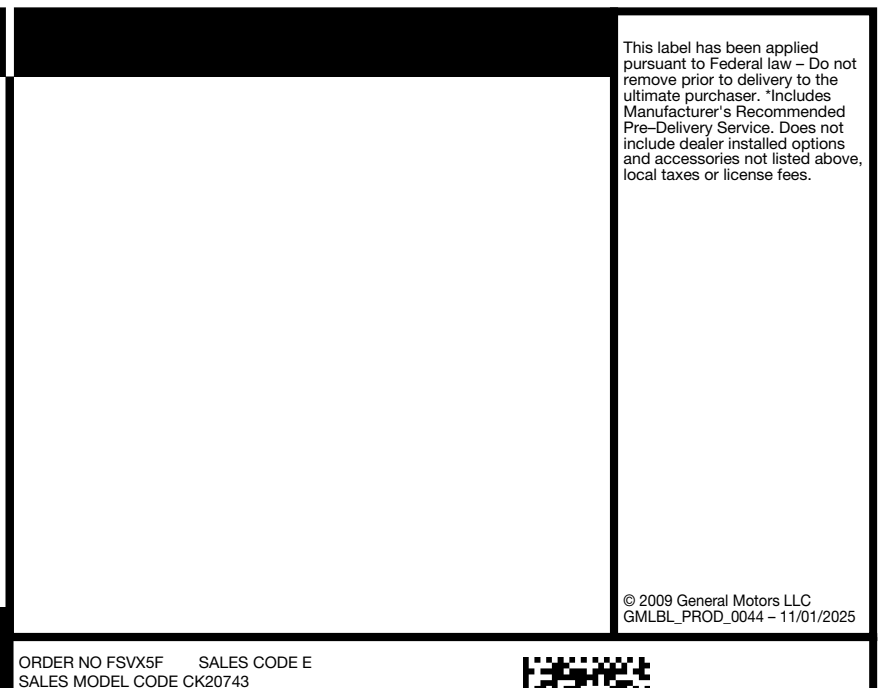 This label has been applied
pursuant to Federal law – Do not
remove prior to delivery to the
ultimate purchaser. *Includes
Manufacturer's Recommended
Pre–Delivery Service. Does not
include dealer installed options
and accessories not listed above,
local taxes or license fees.
© 2009 General Motors LLC
GMLBL_PROD_0044 – 11/01/2025
ORDER NO FSVX5F SALES CODE E
SALES MODEL CODE CK20743